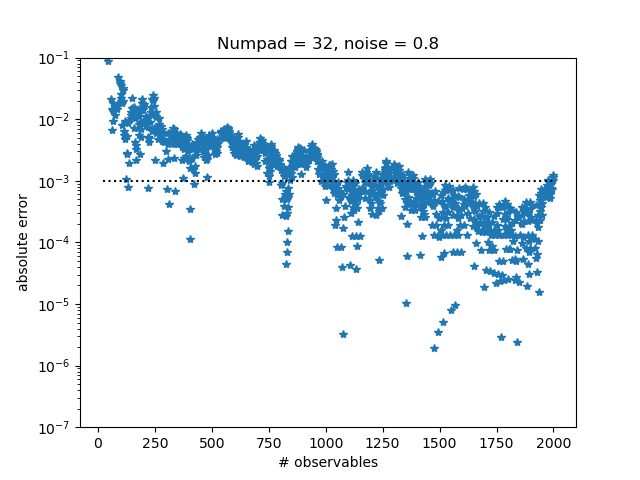 Numpad = 32, noise = 0.8
10⁻¹
10⁻²
10⁻³
10⁻⁴
10⁻⁵
10⁻⁶
10⁻⁷
absolute error
0 250 500 750 1000 1250 1500 1750 2000
# observables